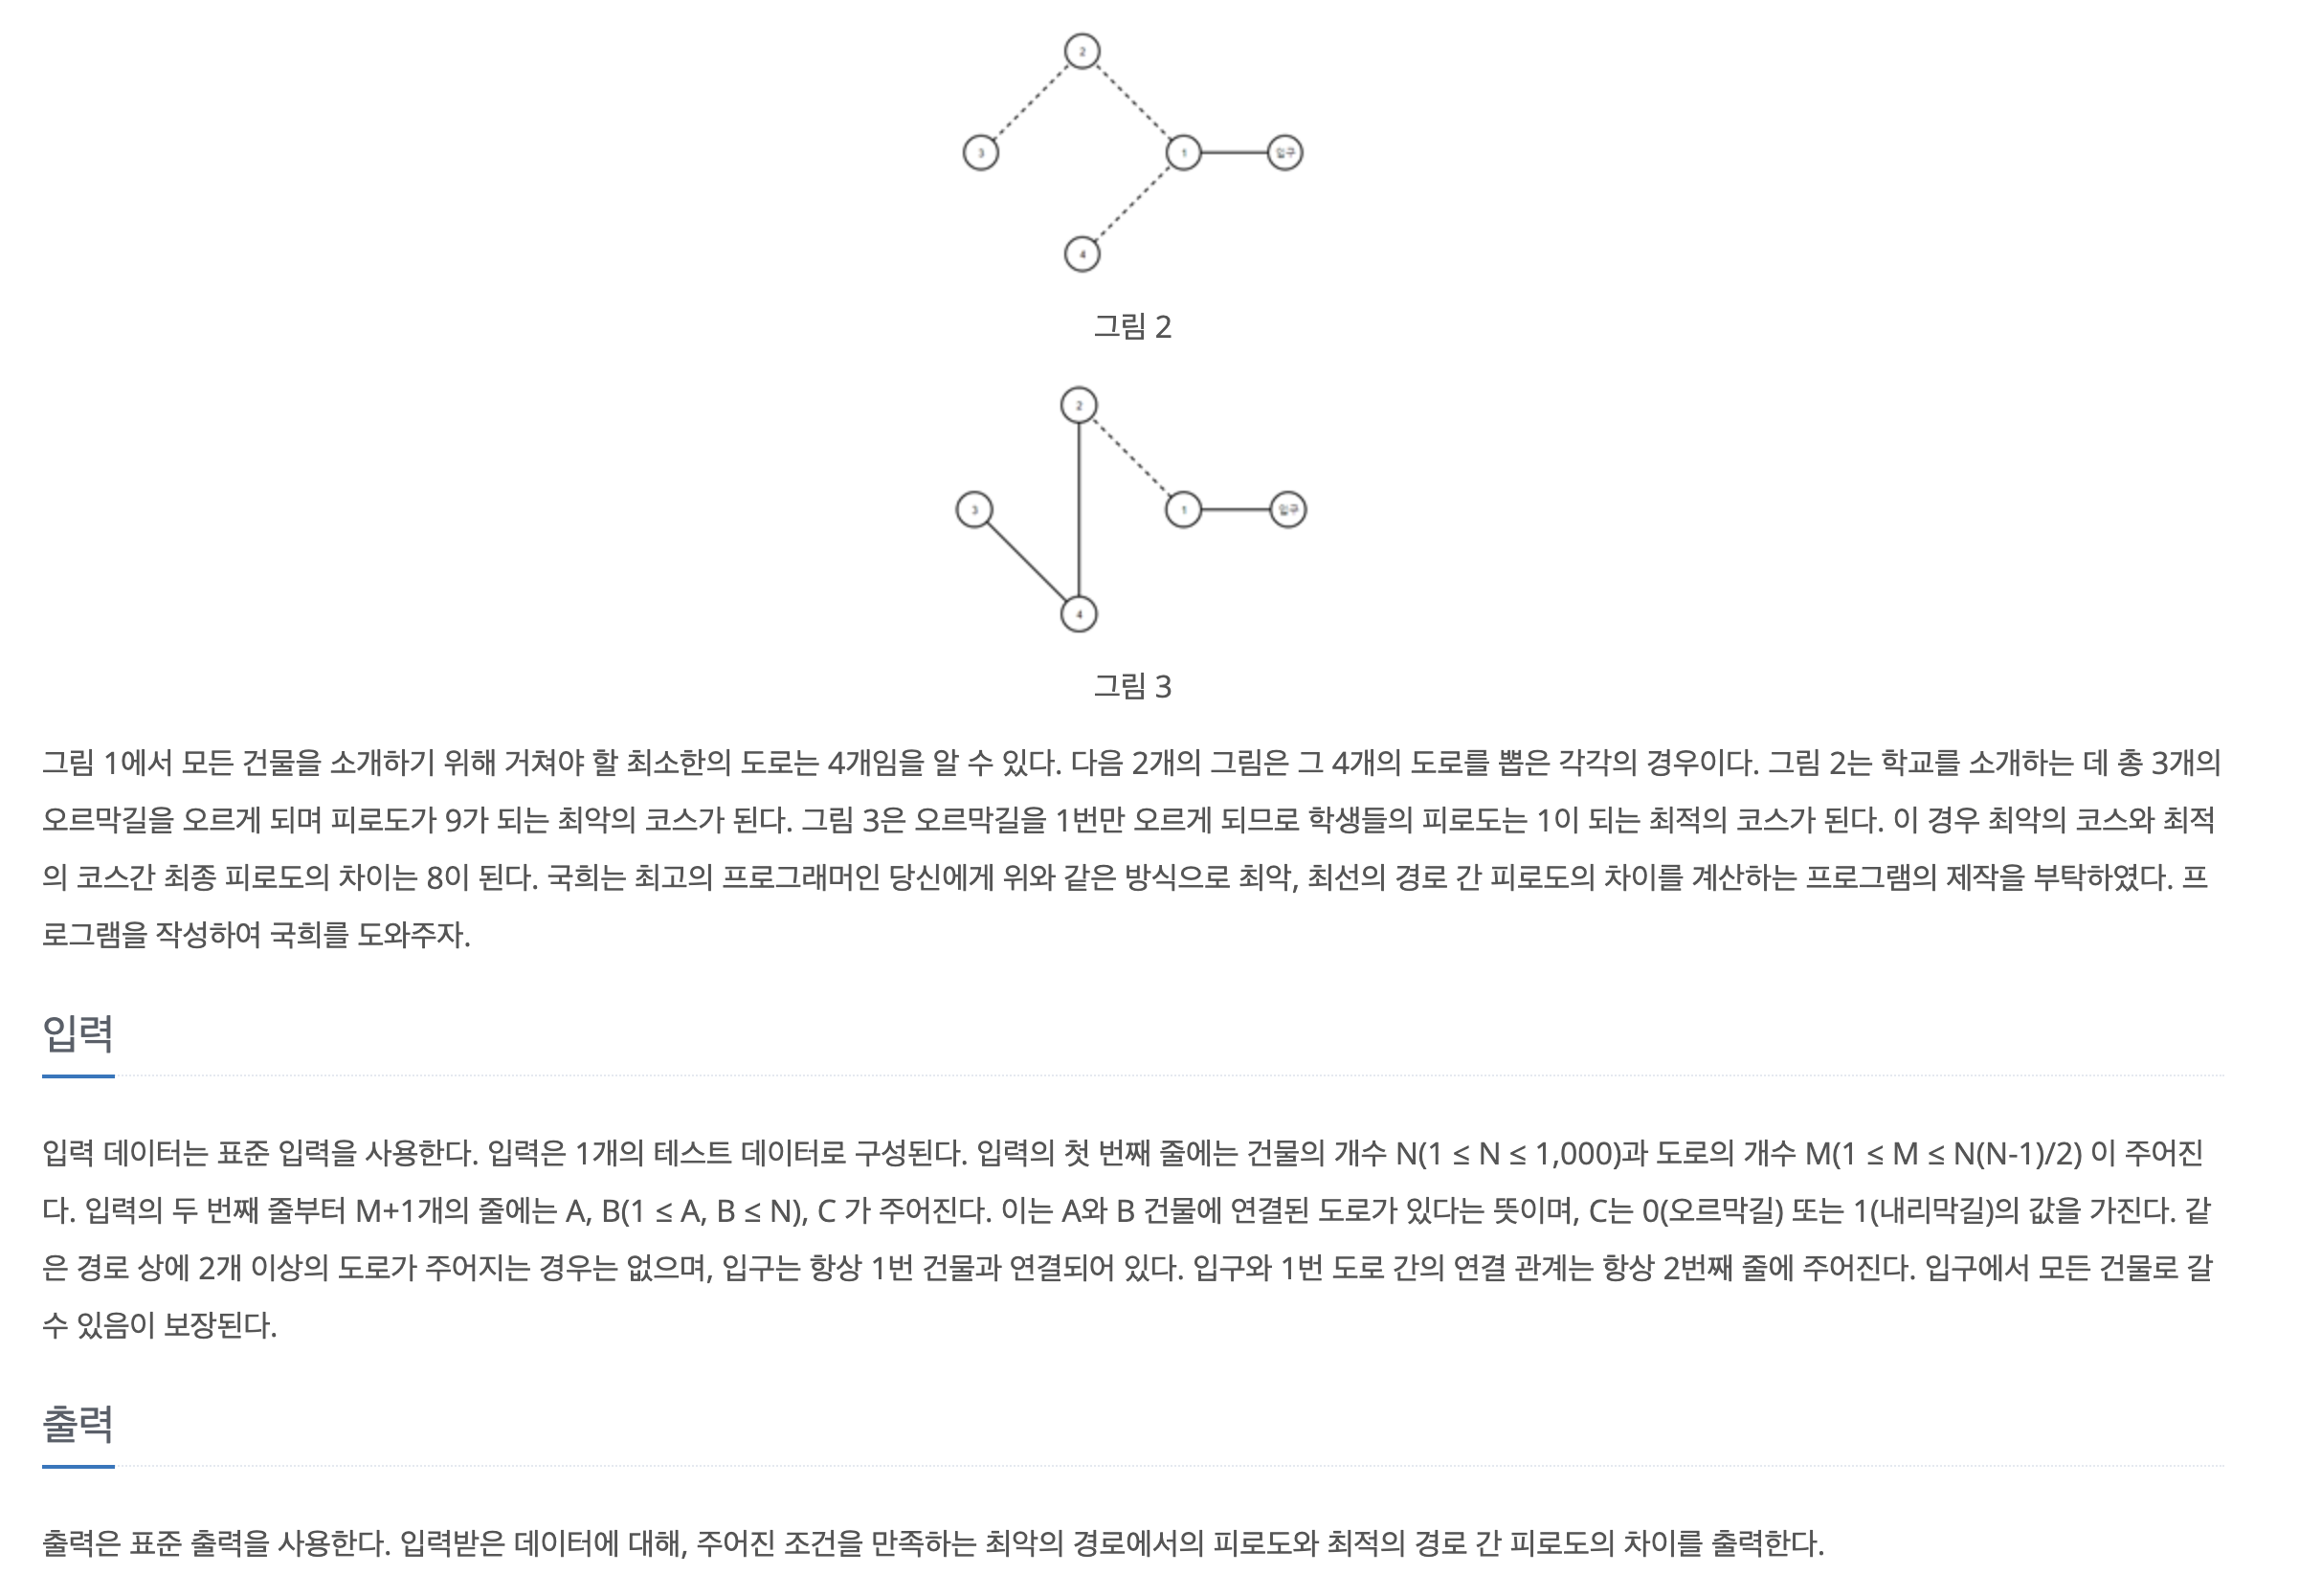 2
3
1
입구
4
그림 2
2
3
1
입구
4
그림 3
그림 1에서 모든 건물을 소개하기 위해 거쳐야 할 최소한의 도로는 4개임을 알 수 있다. 다음 2개의 그림은 그 4개의 도로를 뽑은 각각의 경우이다. 그림 2는 학교를 소개하는 데 총 3개의
오르막길을 오르게 되며 피로도가 9가 되는 최악의 코스가 된다. 그림 3은 오르막길을 1번만 오르게 되므로 학생들의 피로도는 1이 되는 최적의 코스가 된다. 이 경우 최악의 코스와 최적
의 코스간 최종 피로도의 차이는 8이 된다. 국희는 최고의 프로그래머인 당신에게 위와 같은 방식으로 최악, 최선의 경로 간 피로도의 차이를 계산하는 프로그램의 제작을 부탁하였다. 프
로그램을 작성하여 국희를 도와주자.
입력
입력 데이터는 표준 입력을 사용한다. 입력은 1개의 테스트 데이터로 구성된다. 입력의 첫 번째 줄에는 건물의 개수 N(1 ≤ N ≤ 1,000)과 도로의 개수 M(1 ≤ M ≤ N(N-1)/2) 이 주어진
다. 입력의 두 번째 줄부터 M+1개의 줄에는 A, B(1 ≤ A, B ≤ N), C 가 주어진다. 이는 A와 B 건물에 연결된 도로가 있다는 뜻이며, C는 0(오르막길) 또는 1(내리막길)의 값을 가진다. 같
은 경로 상에 2개 이상의 도로가 주어지는 경우는 없으며, 입구는 항상 1번 건물과 연결되어 있다. 입구와 1번 도로 간의 연결 관계는 항상 2번째 줄에 주어진다. 입구에서 모든 건물로 갈
수 있음이 보장된다.
출력
출력은 표준 출력을 사용한다. 입력받은 데이터에 대해, 주어진 조건을 만족하는 최악의 경로에서의 피로도와 최적의 경로 간 피로도의 차이를 출력한다.